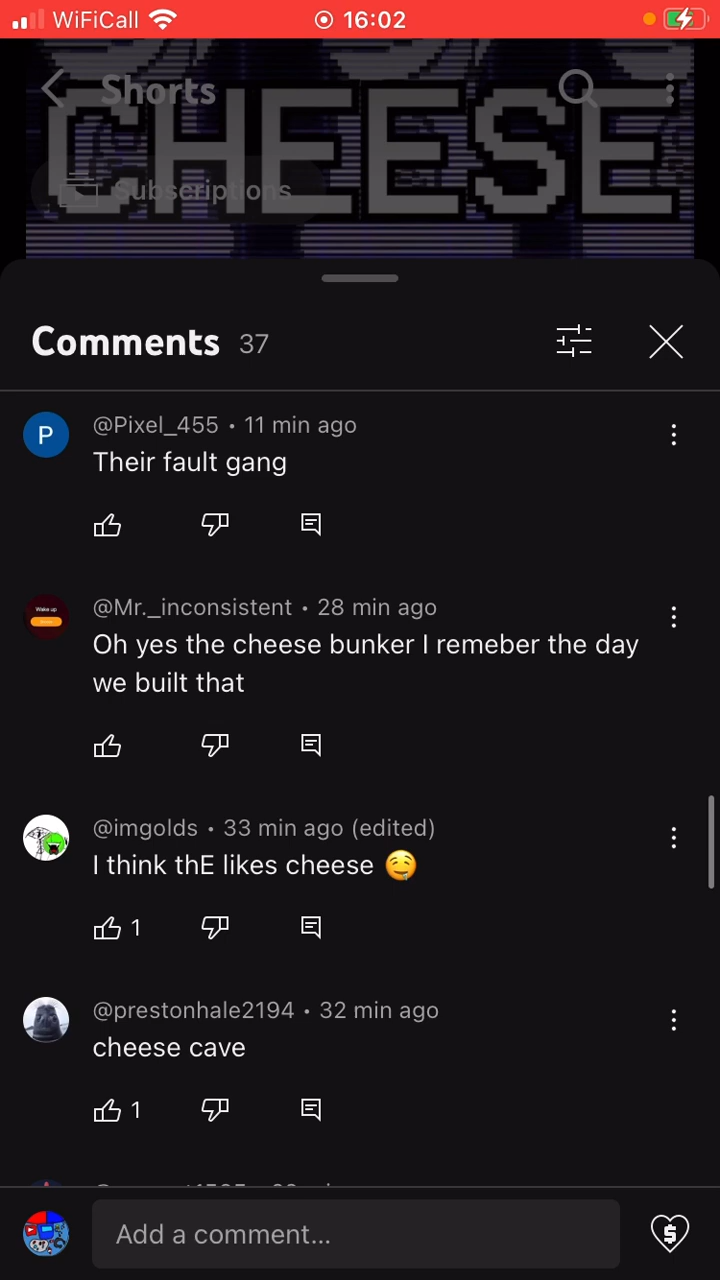 WiFiCall 16:02
Shorts
CHEESE
Subscriptions
Comments 37
P
@Pixel_455 • 11 min ago
Their fault gang
Wake up
@Mr._inconsistent • 28 min ago
Oh yes the cheese bunker I remeber the day
we built that
@imgolds • 33 min ago (edited)
I think thE likes cheese 🤤
1
@prestonhale2194 • 32 min ago
cheese cave
1
Add a comment...
$